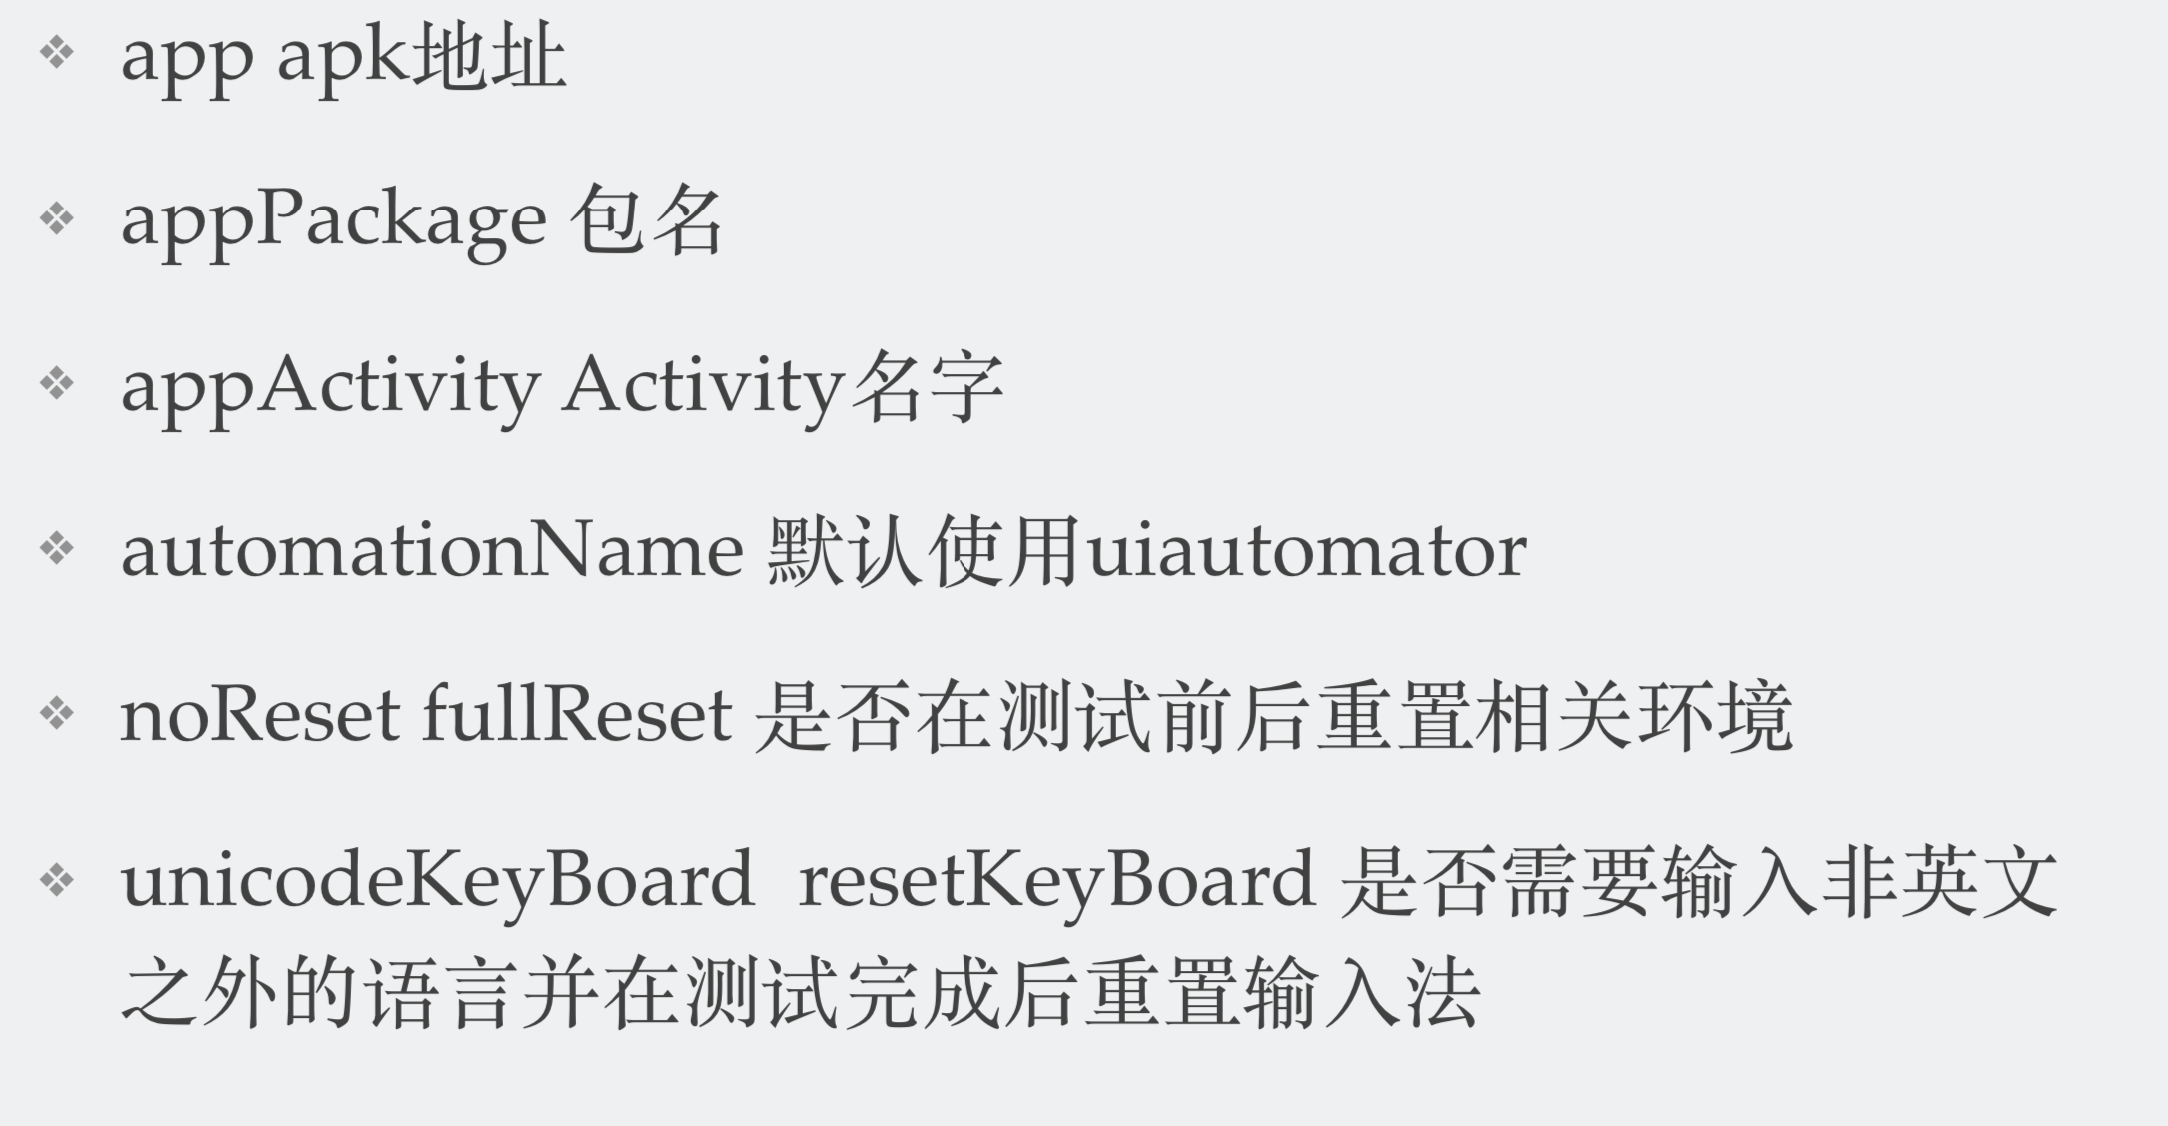 ❖ app apk地址
❖ appPackage 包名
❖ appActivity Activity名字
❖ automationName 默认使用uiautomator
❖ noReset fullReset 是否在测试前后重置相关环境
❖ unicodeKeyBoard  resetKeyBoard 是否需要输入非英文
之外的语言并在测试完成后重置输入法